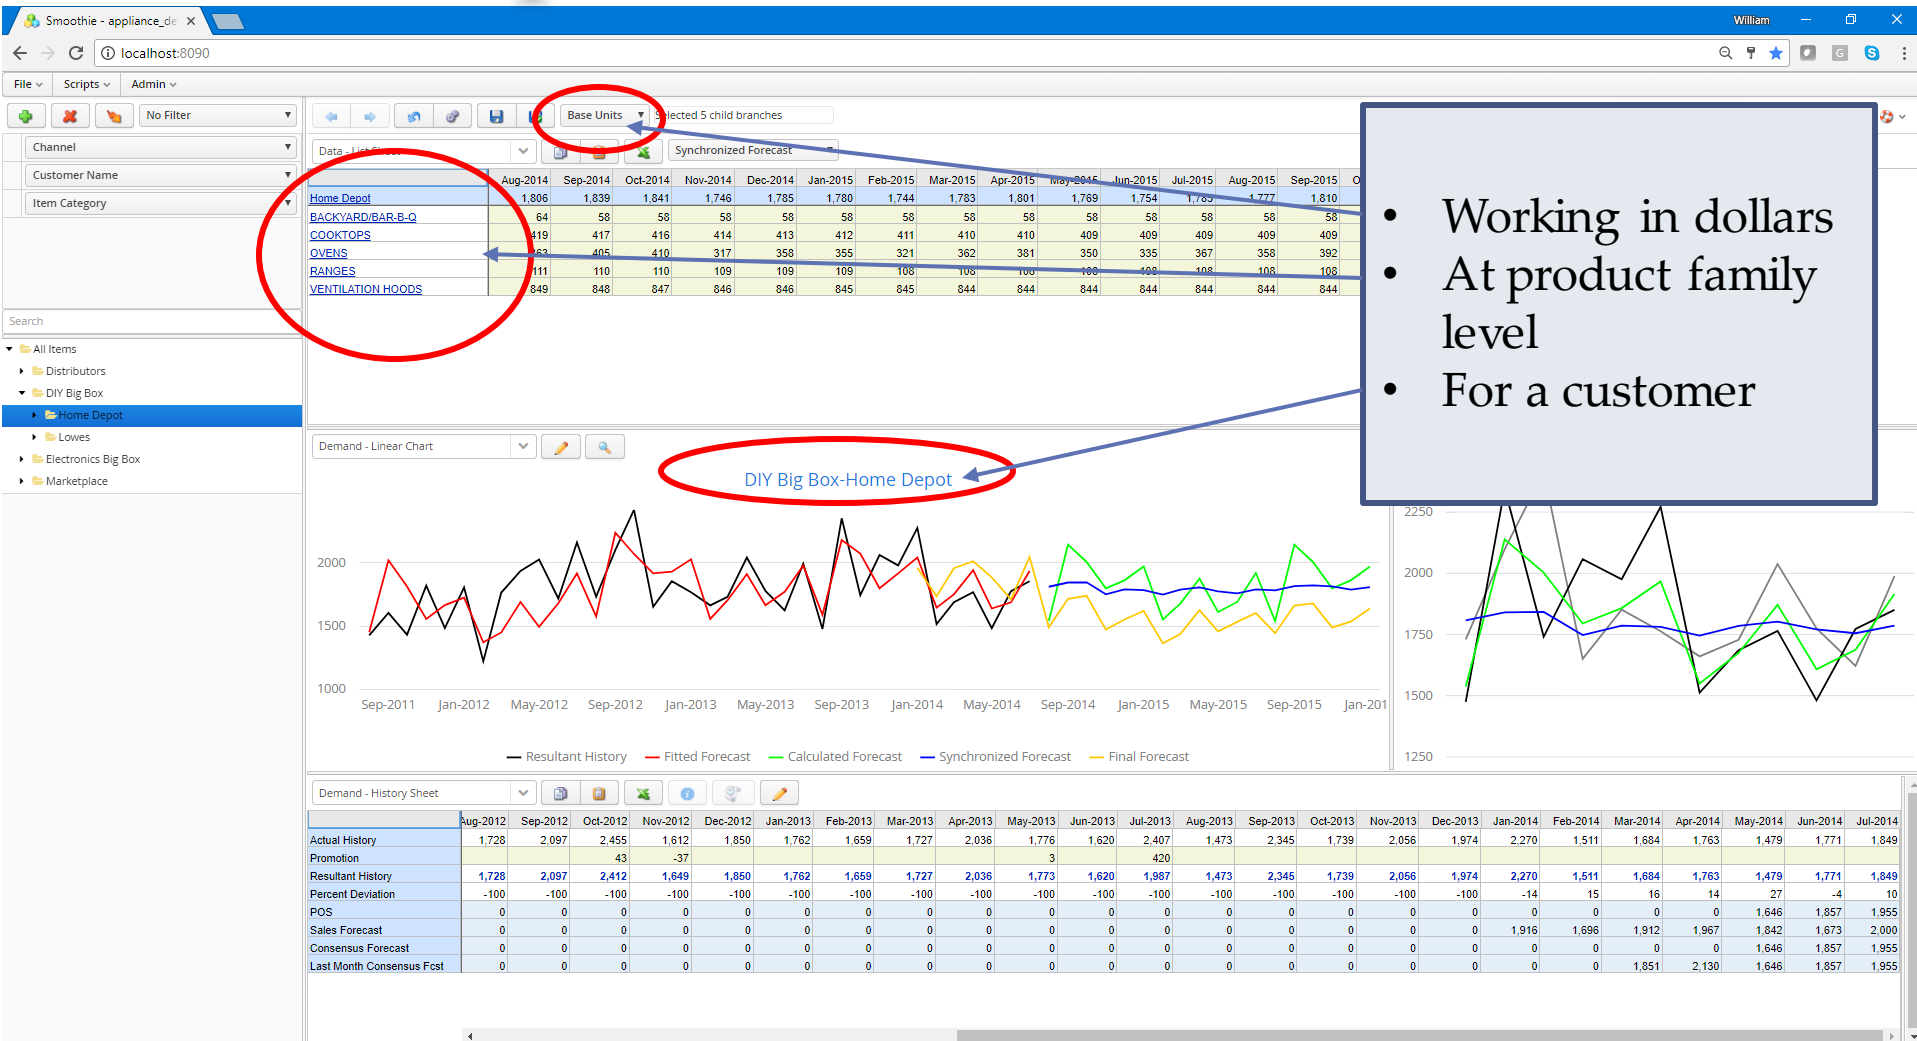 Smoothie - appliance_de
William
localhost:8090
File Scripts Admin
No Filter
Base Units Selected 5 child branches
Channel
Customer Name
Item Category
Search
All Items
Distributors
DIY Big Box
Home Depot
Lowes
Electronics Big Box
Marketplace
Synchronized Forecast
Aug-2014 Sep-2014 Oct-2014 Nov-2014 Dec-2014 Jan-2015 Feb-2015 Mar-2015 Apr-2015 May-2015 Jun-2015 Jul-2015 Aug-2015 Sep-2015 O
Home Depot 1,806 1,839 1,841 1,746 1,785 1,780 1,744 1,783 1,801 1,769 1,754 1,785 1,777 1,810
BACKYARD/BAR-B-Q 64 58 58 58 58 58 58 58 58 58 58 58 58 58
COOKTOPS 419 417 416 414 413 412 411 410 410 409 409 409 409 409
OVENS 363 405 410 317 358 355 321 362 381 350 335 367 358 392
RANGES 111 110 110 109 109 109 108 108 108 108 108 108 108 108
VENTILATION HOODS 849 848 847 846 846 845 845 844 844 844 844 844 844 844
• Working in dollars
• At product family
level
• For a customer
Demand - Linear Chart
DIY Big Box-Home Depot
2000
1500
1000
Sep-2011 Jan-2012 May-2012 Sep-2012 Jan-2013 May-2013 Sep-2013 Jan-2014 May-2014 Sep-2014 Jan-2015 May-2015 Sep-2015 Jan-201
Resultant History Fitted Forecast Calculated Forecast Synchronized Forecast Final Forecast
2250
2000
1750
1500
1250
Demand - History Sheet
Aug-2012 Sep-2012 Oct-2012 Nov-2012 Dec-2012 Jan-2013 Feb-2013 Mar-2013 Apr-2013 May-2013 Jun-2013 Jul-2013 Aug-2013 Sep-2013 Oct-2013 Nov-2013 Dec-2013 Jan-2014 Feb-2014 Mar-2014 Apr-2014 May-2014 Jun-2014 Jul-2014
Actual History 1,728 2,097 2,455 1,612 1,850 1,762 1,659 1,727 2,036 1,776 1,620 2,407 1,473 2,345 1,739 2,056 1,974 2,270 1,511 1,684 1,763 1,479 1,771 1,849
Promotion 43 -37 3 420
Resultant History 1,728 2,097 2,412 1,649 1,850 1,762 1,659 1,727 2,036 1,773 1,620 1,987 1,473 2,345 1,739 2,056 1,974 2,270 1,511 1,684 1,763 1,479 1,771 1,849
Percent Deviation -100 -100 -100 -100 -100 -100 -100 -100 -100 -100 -100 -100 -100 -100 -100 -100 -100 -14 15 16 14 27 -4 10
POS 0 0 0 0 0 0 0 0 0 0 0 0 0 0 0 0 0 0 0 0 0 1,646 1,857 1,955
Sales Forecast 0 0 0 0 0 0 0 0 0 0 0 0 0 0 0 0 0 1,916 1,696 1,912 1,967 1,842 1,673 2,000
Consensus Forecast 0 0 0 0 0 0 0 0 0 0 0 0 0 0 0 0 0 0 0 0 0 1,646 1,857 1,955
Last Month Consensus Fcst 0 0 0 0 0 0 0 0 0 0 0 0 0 0 0 0 0 0 0 1,851 2,130 1,646 1,857 1,955